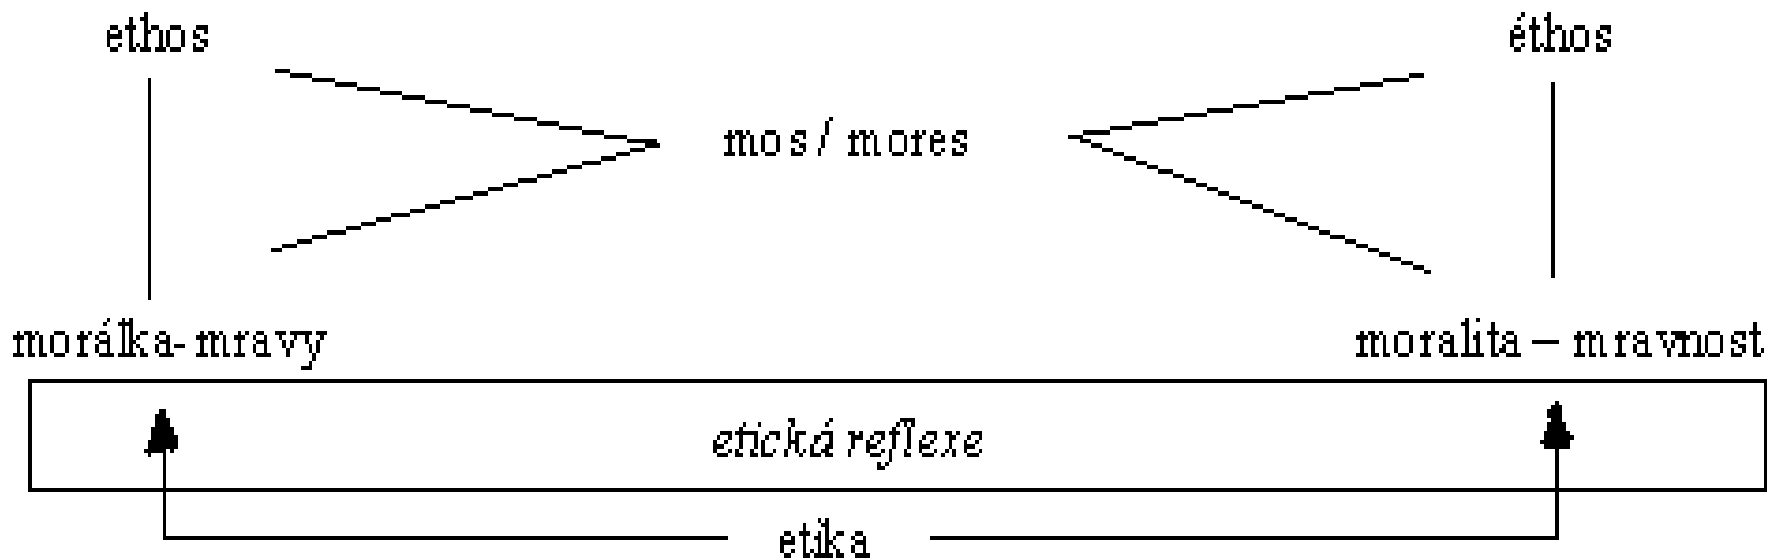 ethos éthos
mos / mores
morálka-mravy moralita – mravnost
etická reflexe
etika